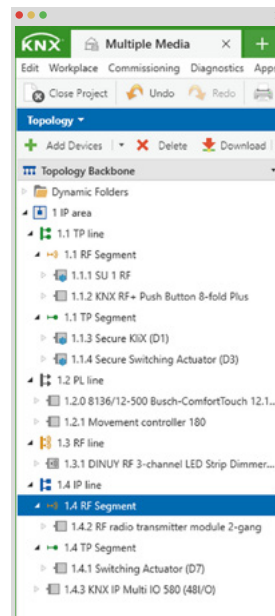 KNX Multiple Media × +
Edit Workplace Commissioning Diagnostics Apps
Close Project Undo Redo
Topology
Add Devices Delete Download
Topology Backbone
Dynamic Folders
1 IP area
1.1 TP line
1.1 RF Segment
1.1.1 SU 1 RF
1.1.2 KNX RF+ Push Button 8-fold Plus
1.1 TP Segment
1.1.3 Secure KliX (D1)
1.1.4 Secure Switching Actuator (D3)
1.2 PL line
1.2.0 8136/12-500 Busch-ComfortTouch 12.1...
1.2.1 Movement controller 180
1.3 RF line
1.3.1 DINUY RF 3-channel LED Strip Dimmer...
1.4 IP line
1.4 RF Segment
1.4.2 RF radio transmitter module 2-gang
1.4 TP Segment
1.4.1 Switching Actuator (D7)
1.4.3 KNX IP Multi IO 580 (48I/O)